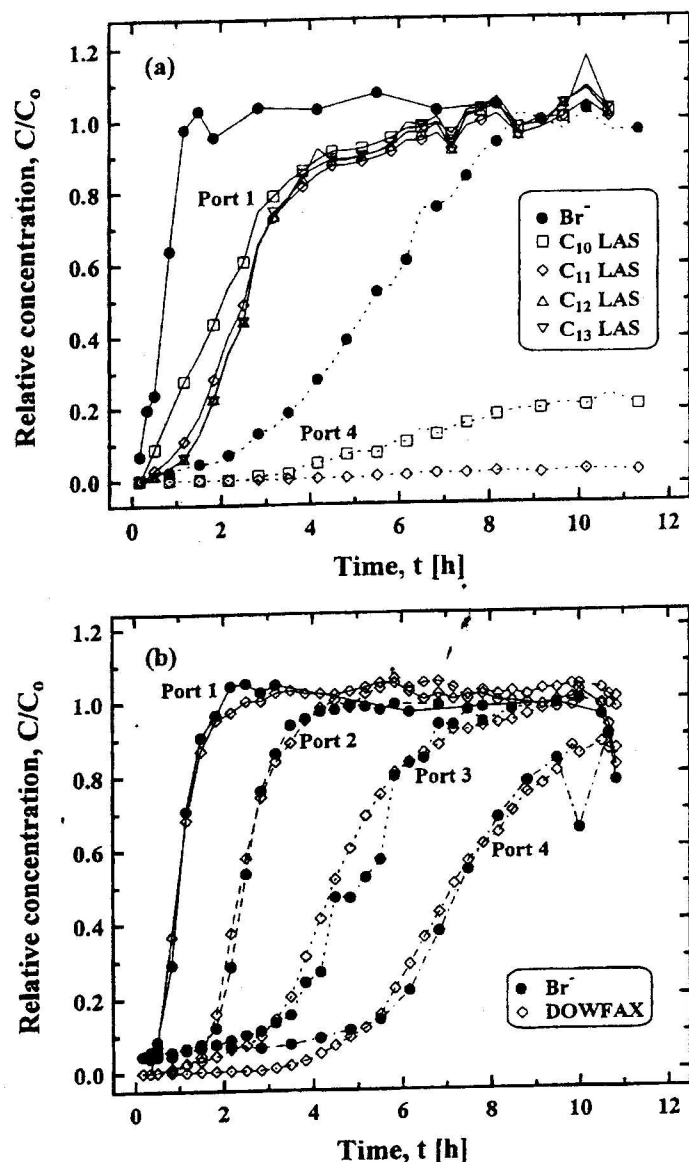 (a)
1.2
1.0
0.8
0.6
0.4
0.2
0.0
Relative concentration, C/Cₒ
Port 1
Port 4
Br⁻
C₁₀ LAS
C₁₁ LAS
C₁₂ LAS
C₁₃ LAS
0 2 4 6 8 10 12
Time, t [h]
(b)
1.2
1.0
0.8
0.6
0.4
0.2
0.0
Relative concentration, C/Cₒ
Port 1
Port 2
Port 3
Port 4
Br⁻
DOWFAX
0 2 4 6 8 10 12
Time, t [h]